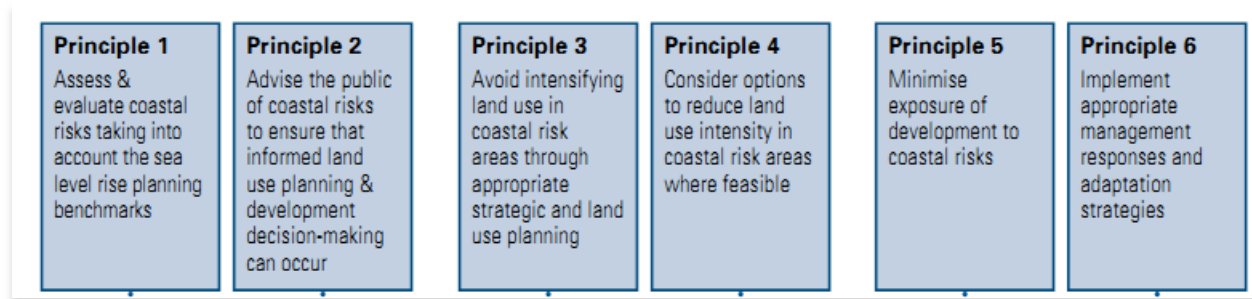 Principle 1
Assess &
evaluate coastal
risks taking into
account the sea
level rise planning
benchmarks
Principle 2
Advise the public
of coastal risks
to ensure that
informed land
use planning &
development
decision-making
can occur
Principle 3
Avoid intensifying
land use in
coastal risk
areas through
appropriate
strategic and land
use planning
Principle 4
Consider options
to reduce land
use intensity in
coastal risk areas
where feasible
Principle 5
Minimise
exposure of
development to
coastal risks
Principle 6
Implement
appropriate
management
responses and
adaptation
strategies